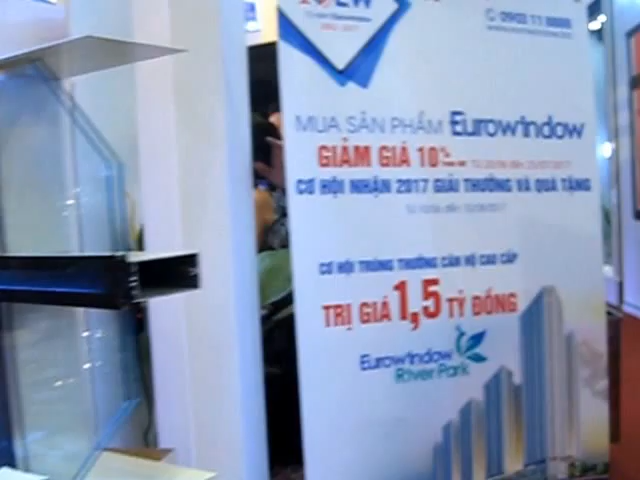 MUA SẢN PHẨM Eurowindow
GIẢM GIÁ 10%
CƠ HỘI NHẬN 2017 GIẢI THƯỞNG VÀ QUÀ TẶNG
CƠ HỘI TRÚNG THƯỞNG CĂN HỘ CAO CẤP
TRỊ GIÁ 1,5 TỶ ĐỒNG
Eurowindow
River Park